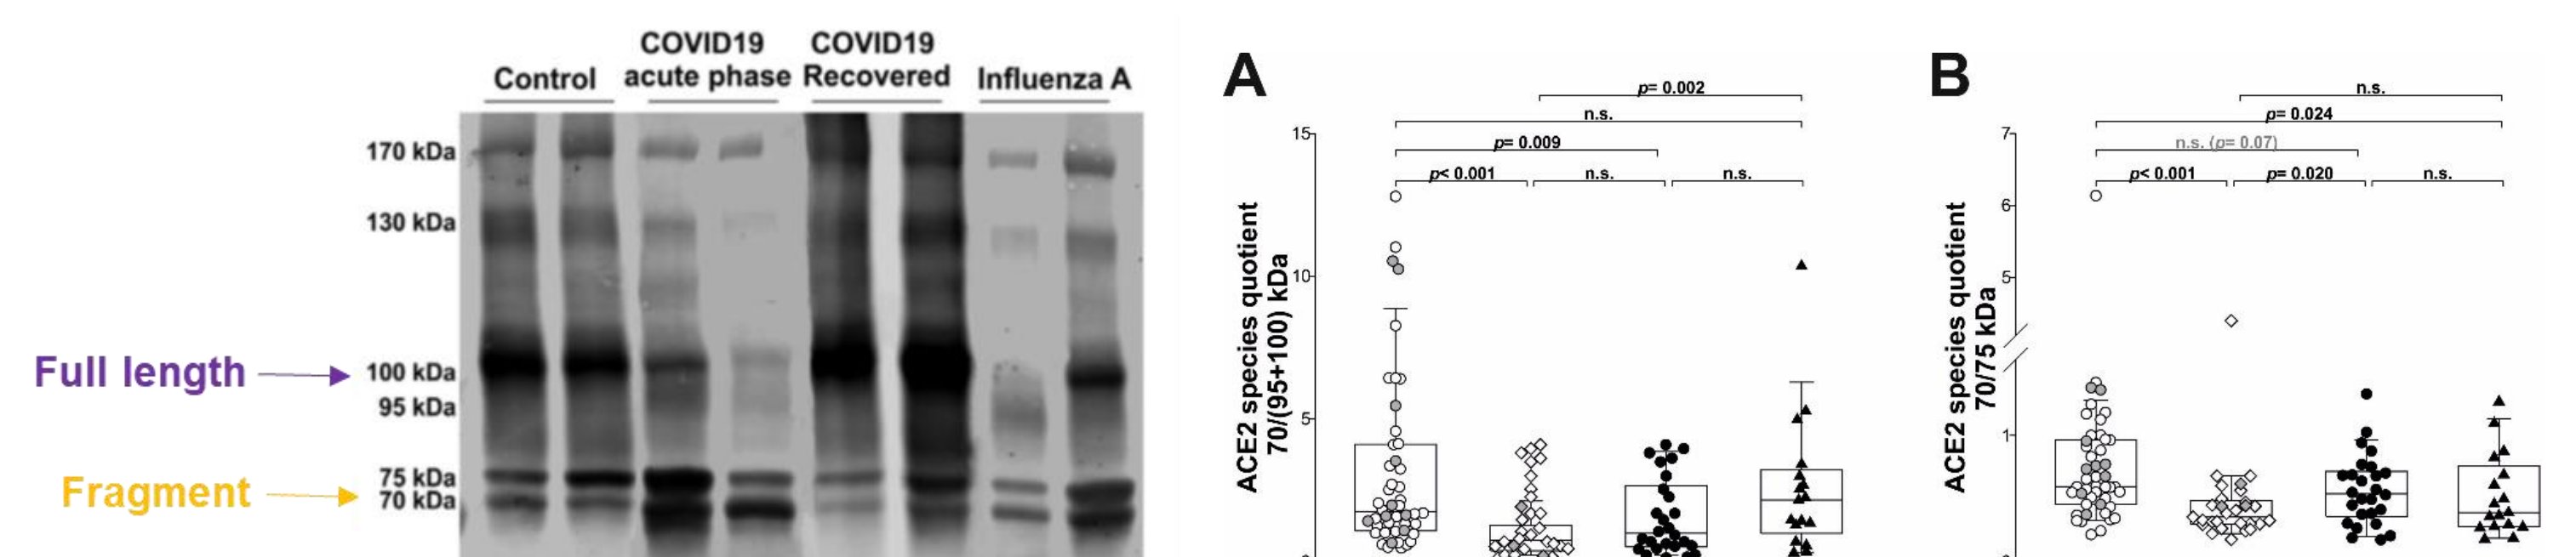 COVID19 COVID19
Control acute phase Recovered Influenza A
170 kDa
130 kDa
Full length
100 kDa
95 kDa
75 kDa
Fragment
70 kDa
A
p= 0.002
n.s.
p= 0.009
p< 0.001 n.s. n.s.
15
10
5
ACE2 species quotient
70/(95+100) kDa
B
n.s.
p= 0.024
n.s. (p= 0.07)
p< 0.001 p= 0.020 n.s.
7
6
5
1
ACE2 species quotient
70/75 kDa